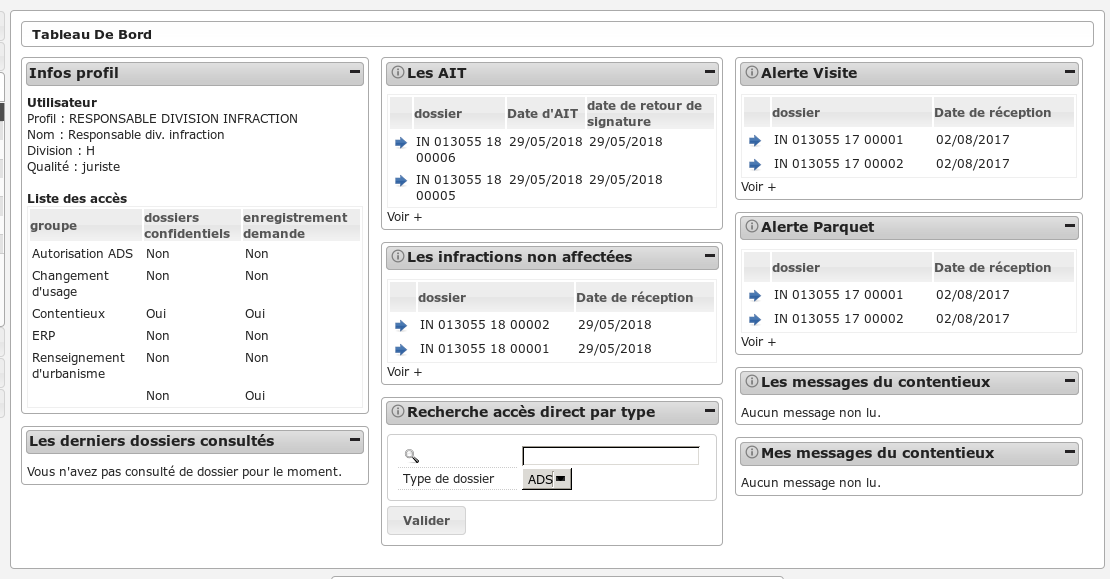 Tableau De Bord
Infos profil
Utilisateur
Profil : RESPONSABLE DIVISION INFRACTION
Nom : Responsable div. infraction
Division : H
Qualité : juriste
Liste des accès
groupe dossiers confidentiels enregistrement demande
Autorisation ADS Non Non
Changement d'usage Non Non
Contentieux Oui Oui
ERP Non Non
Renseignement d'urbanisme Non Non
Non Oui
Les derniers dossiers consultés
Vous n'avez pas consulté de dossier pour le moment.
Les AIT
dossier Date d'AIT date de retour de signature
IN 013055 18 00006 29/05/2018 29/05/2018
IN 013055 18 00005 29/05/2018 29/05/2018
Voir +
Les infractions non affectées
dossier Date de réception
IN 013055 18 00002 29/05/2018
IN 013055 18 00001 29/05/2018
Voir +
Recherche accès direct par type
Type de dossier ADS
Valider
Alerte Visite
dossier Date de réception
IN 013055 17 00001 02/08/2017
IN 013055 17 00002 02/08/2017
Voir +
Alerte Parquet
dossier Date de réception
IN 013055 17 00001 02/08/2017
IN 013055 17 00002 02/08/2017
Voir +
Les messages du contentieux
Aucun message non lu.
Mes messages du contentieux
Aucun message non lu.